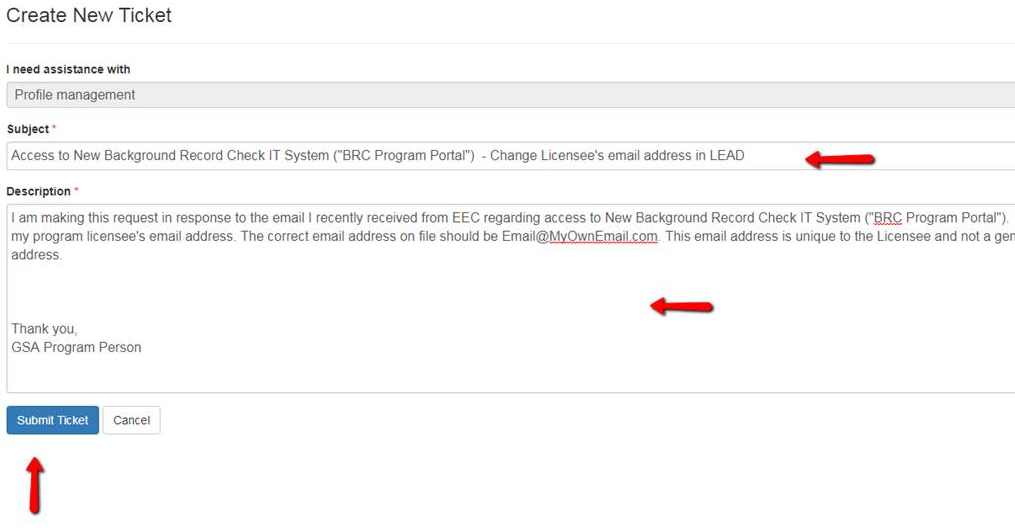 Create New Ticket
I need assistance with
Profile management
Subject *
Access to New Background Record Check IT System ("BRC Program Portal")  - Change Licensee's email address in LEAD
Description *
I am making this request in response to the email I recently received from EEC regarding access to New Background Record Check IT System ("BRC Program Portal").
my program licensee's email address. The correct email address on file should be Email@MyOwnEmail.com. This email address is unique to the Licensee and not a
address.
Thank you,
GSA Program Person
Submit Ticket Cancel